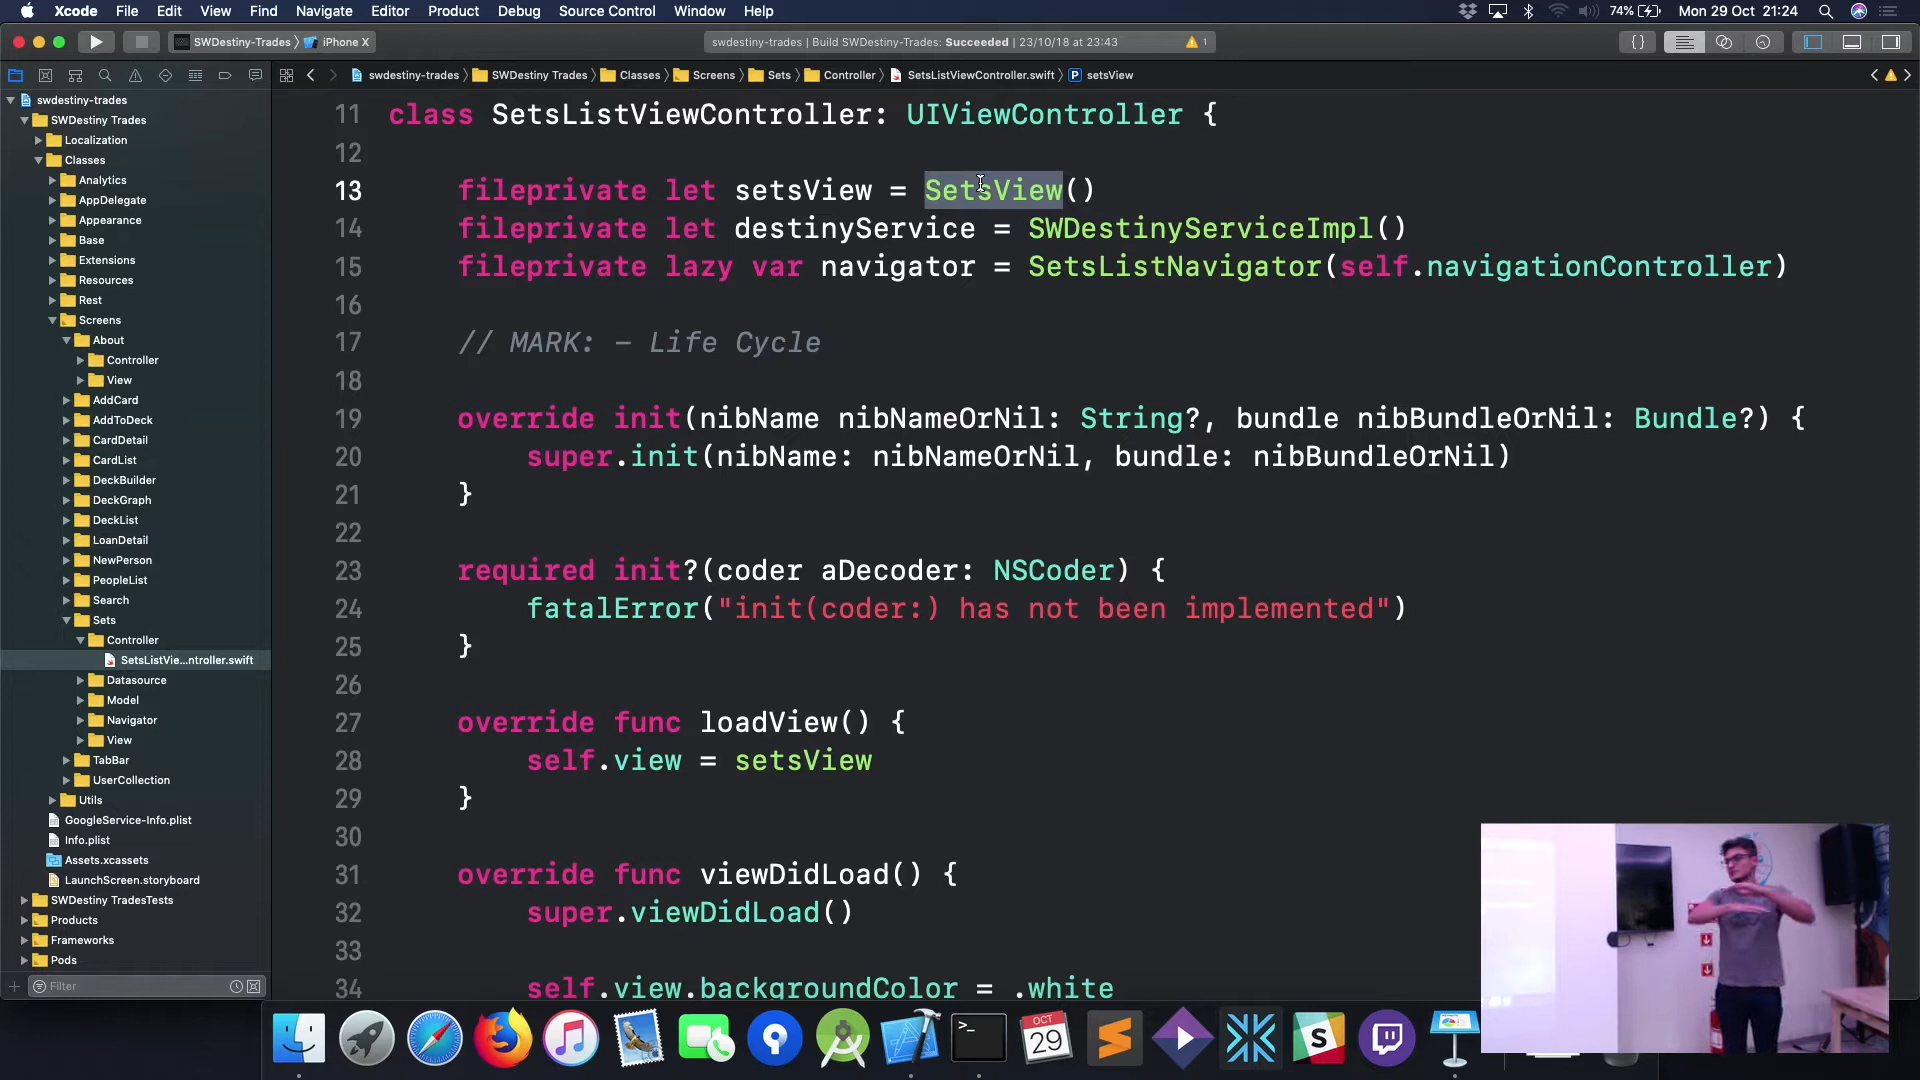 Xcode File Edit View Find Navigate Editor Product Debug Source Control Window Help
74% Mon 29 Oct 21:24
SWDestiny-Trades iPhone X
swdestiny-trades | Build SWDestiny-Trades: Succeeded | 23/10/18 at 23:43 1
swdestiny-trades SWDestiny Trades Classes Screens Sets Controller SetsListViewController.swift P setsView
swdestiny-trades
SWDestiny Trades
Localization
Classes
Analytics
AppDelegate
Appearance
Base
Extensions
Resources
Rest
Screens
About
Controller
View
AddCard
AddToDeck
CardDetail
CardList
DeckBuilder
DeckGraph
DeckList
LoanDetail
NewPerson
PeopleList
Search
Sets
Controller
SetsListVie...ntroller.swift
Datasource
Model
Navigator
View
TabBar
UserCollection
Utils
GoogleService-Info.plist
Info.plist
Assets.xcassets
LaunchScreen.storyboard
SWDestiny TradesTests
Products
Frameworks
Pods
Filter
11 class SetsListViewController: UIViewController {
12
13 fileprivate let setsView = SetsView()
14 fileprivate let destinyService = SWDestinyServiceImpl()
15 fileprivate lazy var navigator = SetsListNavigator(self.navigationController)
16
17 // MARK: - Life Cycle
18
19 override init(nibName nibNameOrNil: String?, bundle nibBundleOrNil: Bundle?) {
20 super.init(nibName: nibNameOrNil, bundle: nibBundleOrNil)
21 }
22
23 required init?(coder aDecoder: NSCoder) {
24 fatalError("init(coder:) has not been implemented")
25 }
26
27 override func loadView() {
28 self.view = setsView
29 }
30
31 override func viewDidLoad() {
32 super.viewDidLoad()
33
34 self.view.backgroundColor = .white
OCT
29